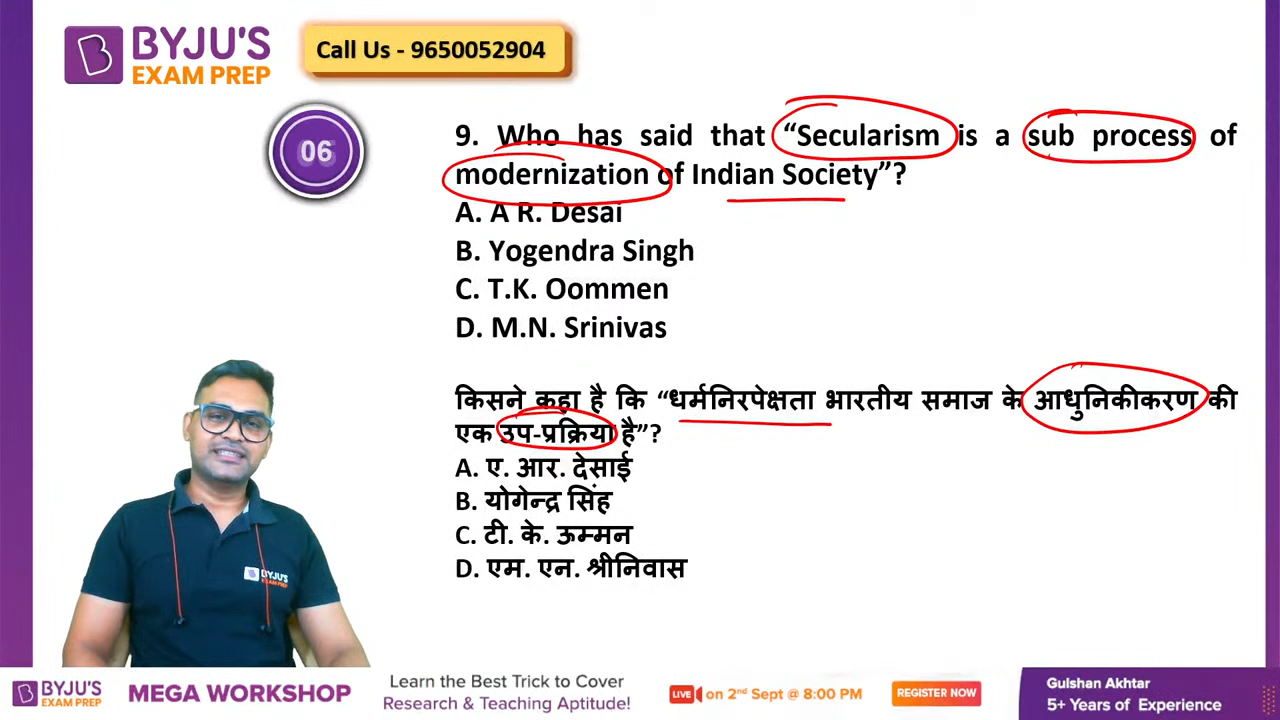 BYJU'S
EXAM PREP
Call Us - 9650052904
06
9. Who has said that “Secularism is a sub process of
modernization of Indian Society”?
A. A R. Desai
B. Yogendra Singh
C. T.K. Oommen
D. M.N. Srinivas
किसने कहा है कि “धर्मनिरपेक्षता भारतीय समाज के आधुनिकीकरण की
एक उप-प्रक्रिया है”?
A. ए. आर. देसाई
B. योगेन्द्र सिंह
C. टी. के. ऊम्मन
D. एम. एन. श्रीनिवास
BYJU'S
EXAM PREP
BYJU'S
EXAM PREP
MEGA WORKSHOP
Learn the Best Trick to Cover
Research & Teaching Aptitude!
LIVE on 2nd Sept @ 8:00 PM
REGISTER NOW
Gulshan Akhtar
5+ Years of Experience